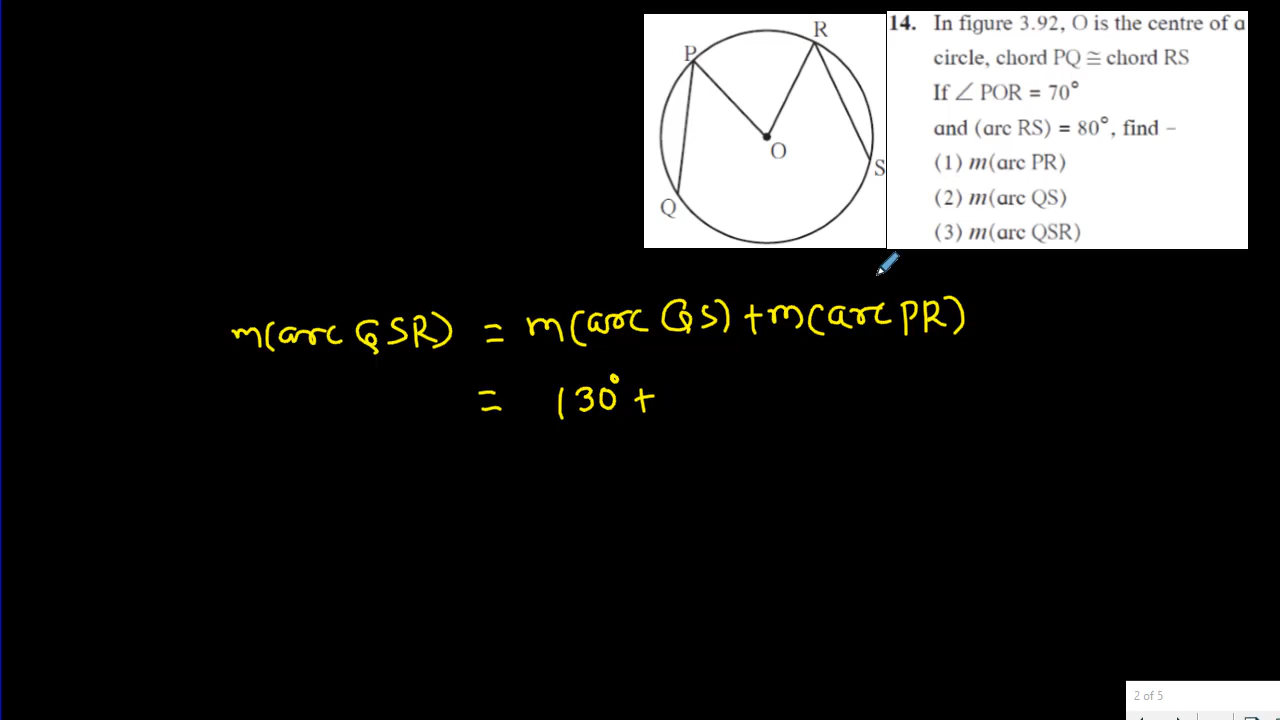 P
R
O
S
Q
14. In figure 3.92, O is the centre of a
circle, chord PQ ≅ chord RS
If ∠ POR = 70°
and (arc RS) = 80°, find –
(1) m(arc PR)
(2) m(arc QS)
(3) m(arc QSR)
m(arc QSR) = m(arc QS) + m(arc PR)
= 130° +
2 of 5